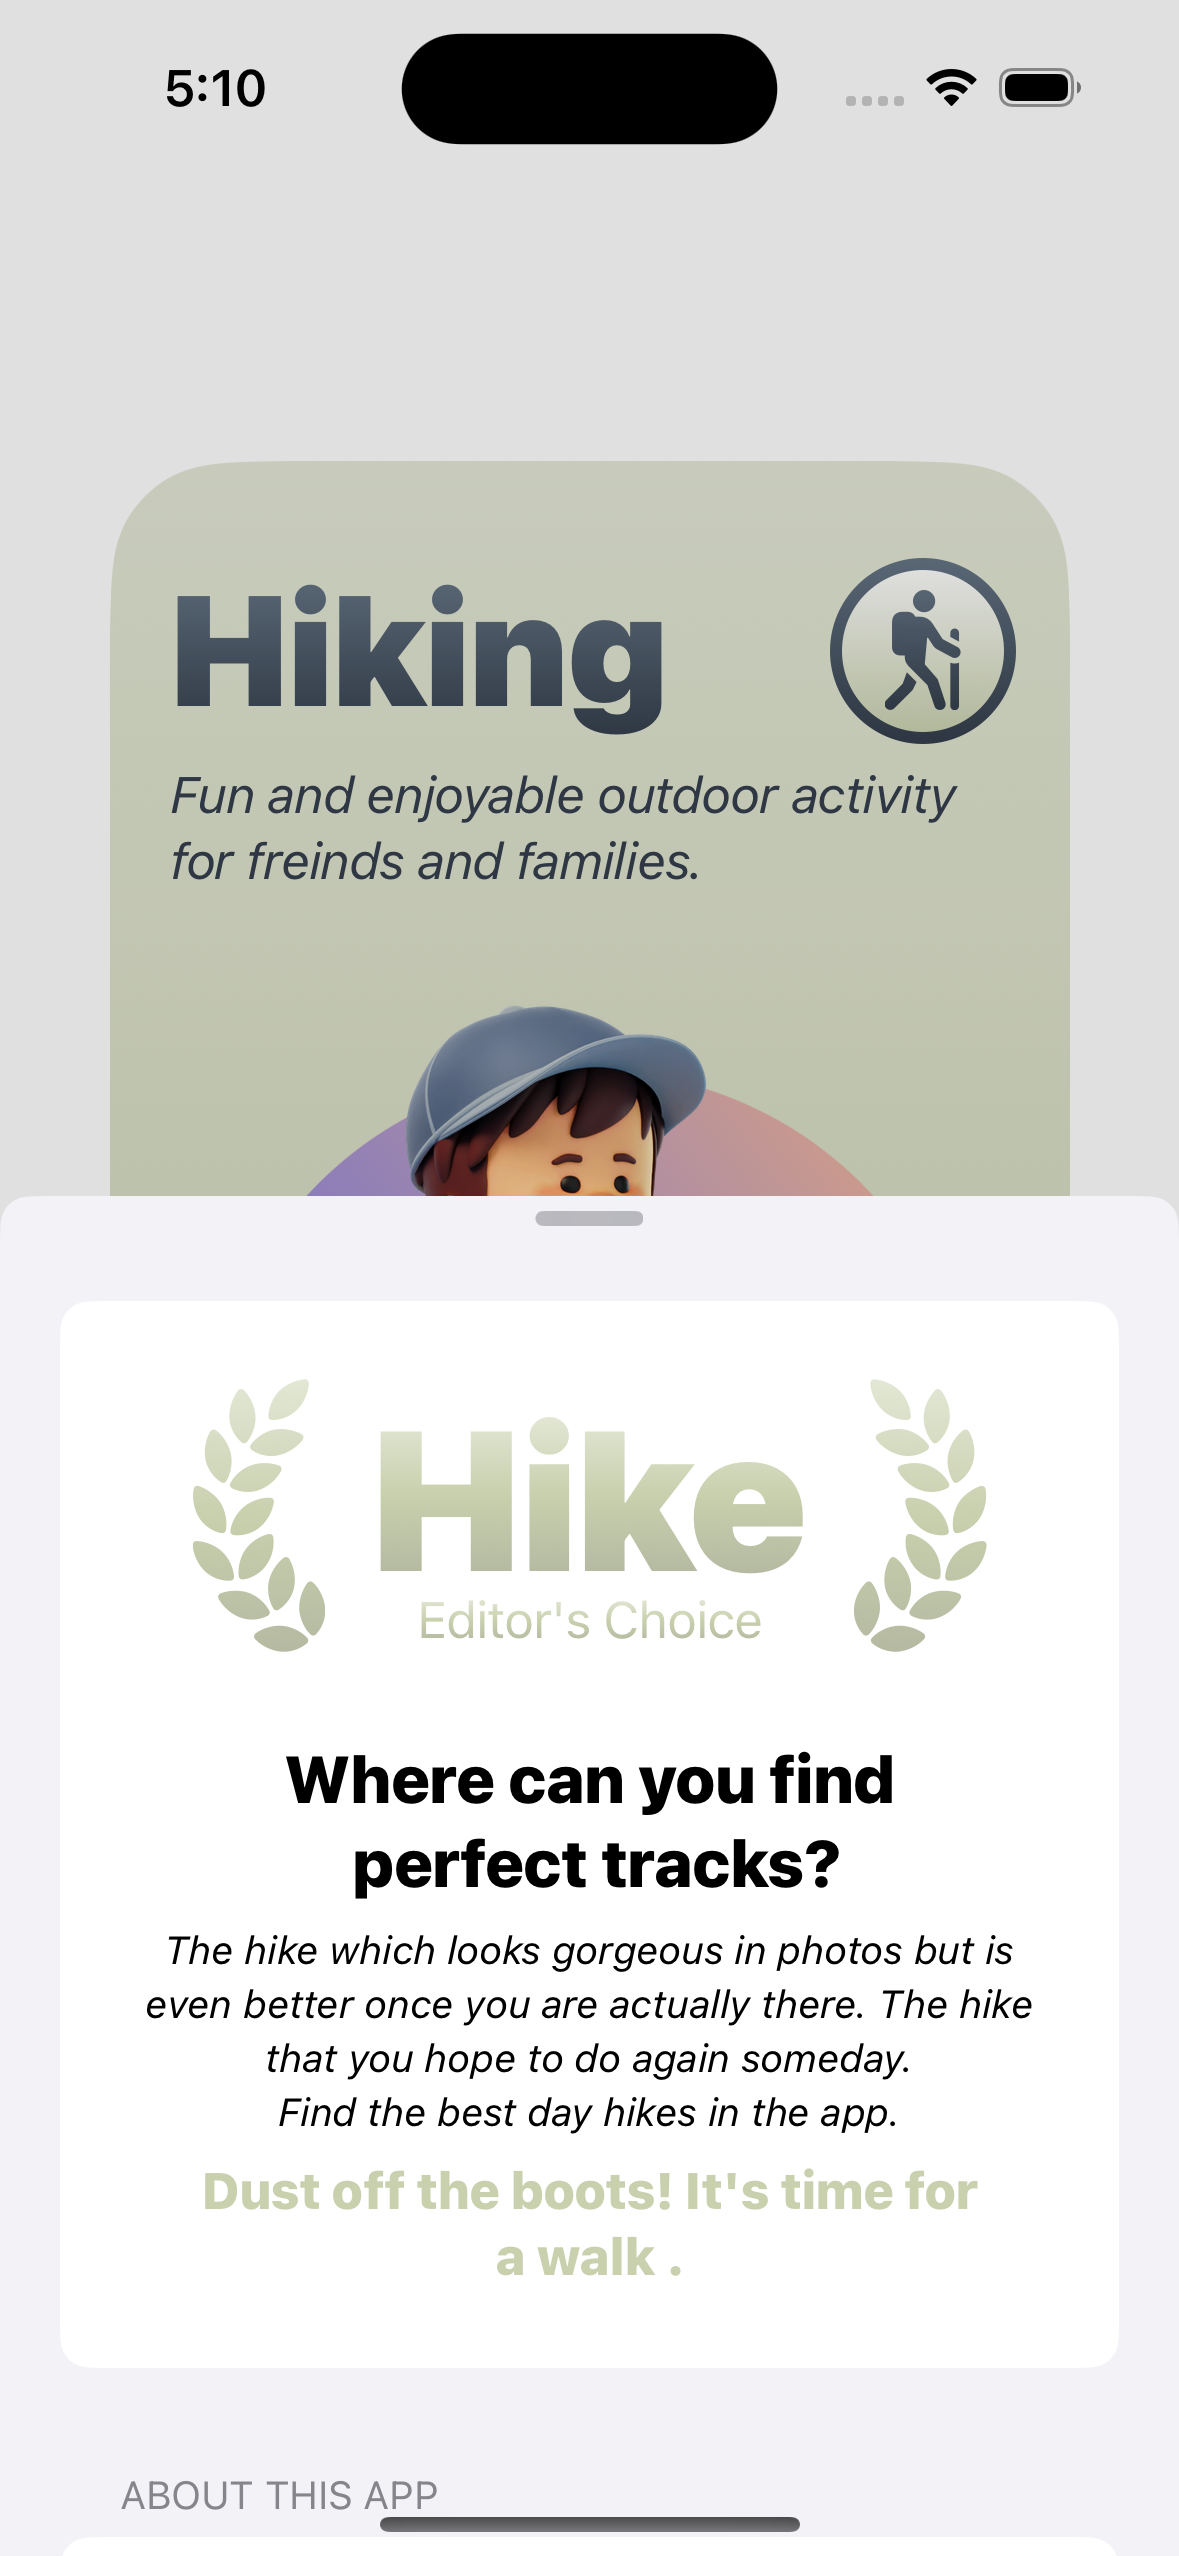 5:10
Hiking
Fun and enjoyable outdoor activity
for freinds and families.
Hike
Editor's Choice
Where can you find
perfect tracks?
The hike which looks gorgeous in photos but is
even better once you are actually there. The hike
that you hope to do again someday.
Find the best day hikes in the app.
Dust off the boots! It's time for
a walk .
ABOUT THIS APP